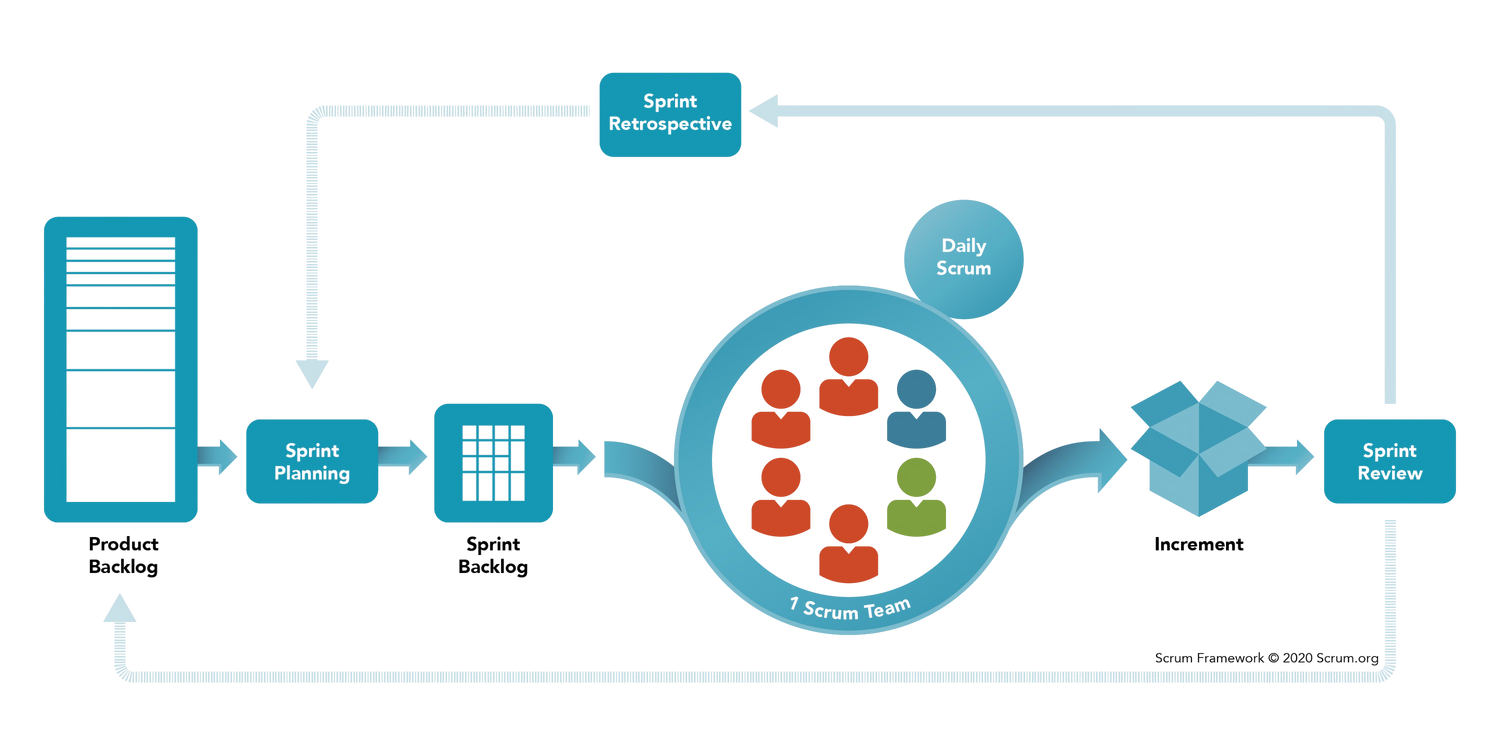 Sprint
Retrospective
Daily
Scrum
Sprint
Planning
Sprint
Review
Product
Backlog
Sprint
Backlog
Increment
1 Scrum Team
Scrum Framework © 2020 Scrum.org